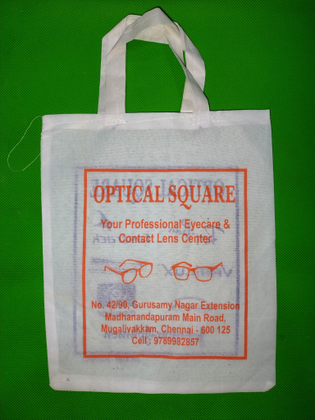 OPTICAL SQUARE
Your Professional Eyecare &
Contact Lens Center
No. 42/90, Gurusamy Nagar Extension
Madhanandapuram Main Road,
Mugalivakkam, Chennai - 600 125
Cell : 9789982857